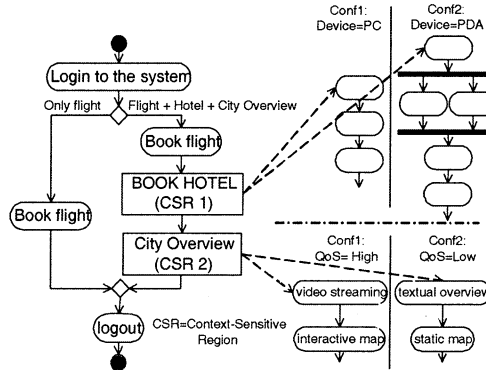 Conf1:
Device=PC
Conf2:
Device=PDA
Login to the system
Only flight
Flight + Hotel + City Overview
Book flight
BOOK HOTEL
(CSR 1)
Book flight
City Overview
(CSR 2)
Conf1:
QoS= High
Conf2:
QoS=Low
video streaming
textual overview
logout
CSR=Context-Sensitive
Region
interactive map
static map